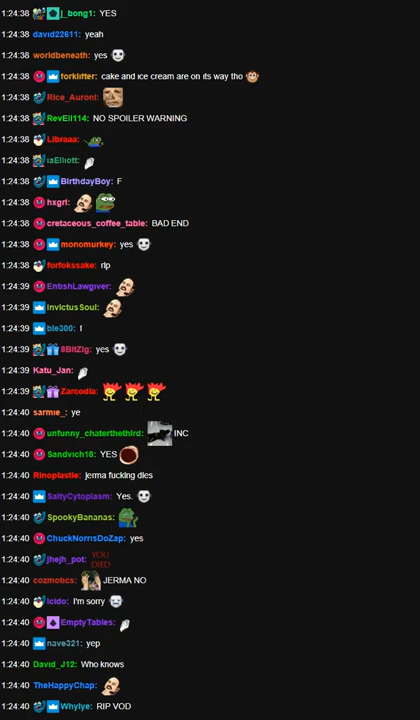 1:24:38 j_bong1: YES
1:24:38 david22611: yeah
1:24:38 worldbeneath: yes
1:24:38 forklifter: cake and ice cream are on its way tho
1:24:38 Rice_Auroni:
1:24:38 RevEll114: NO SPOILER WARNING
1:24:38 Libraaa:
1:24:38 iaElliott:
1:24:38 BirthdayBoy: F
1:24:38 hxgrl:
1:24:38 cretaceous_coffee_table: BAD END
1:24:38 monomurkey: yes
1:24:38 forfokssake: rip
1:24:39 EntishLawgiver:
1:24:39 InvictusSoul:
1:24:39 ble300: f
1:24:39 8BitZig: yes
1:24:39 Katu_Jan:
1:24:39 Zarcodia:
1:24:40 sarmie_: ye
1:24:40 unfunny_chaterthethird: INC
1:24:40 Sandvich18: YES
1:24:40 Rinoplastie: jerma fucking dies
1:24:40 SaltyCytoplasm: Yes.
1:24:40 SpookyBananas:
1:24:40 ChuckNorrisDoZap: yes
1:24:40 jhejh_pot: YOU DIED
1:24:40 cozmotics: JERMA NO
1:24:40 Icido: I'm sorry
1:24:40 EmptyTables:
1:24:40 nave321: yep
1:24:40 David_J12: Who knows
1:24:40 TheHappyChap:
1:24:40 Whylye: RIP VOD